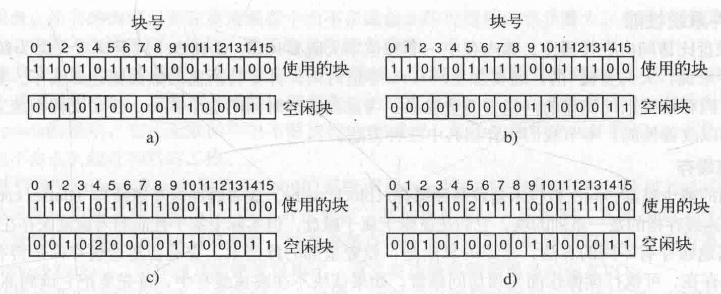 块号
0 1 2 3 4 5 6 7 8 9 10 11 12 13 14 15
1 1 0 1 0 1 1 1 1 0 0 1 1 1 0 0 使用的块
0 0 1 0 1 0 0 0 0 1 1 0 0 0 1 1 空闲块
a)
块号
0 1 2 3 4 5 6 7 8 9 10 11 12 13 14 15
1 1 0 1 0 1 1 1 1 0 0 1 1 1 0 0 使用的块
0 0 0 0 1 0 0 0 0 1 1 0 0 0 1 1 空闲块
b)
0 1 2 3 4 5 6 7 8 9 10 11 12 13 14 15
1 1 0 1 0 1 1 1 1 0 0 1 1 1 0 0 使用的块
0 0 1 0 2 0 0 0 0 1 1 0 0 0 1 1 空闲块
c)
0 1 2 3 4 5 6 7 8 9 10 11 12 13 14 15
1 1 0 1 0 2 1 1 1 0 0 1 1 1 0 0 使用的块
0 0 1 0 1 0 0 0 0 1 1 0 0 0 1 1 空闲块
d)